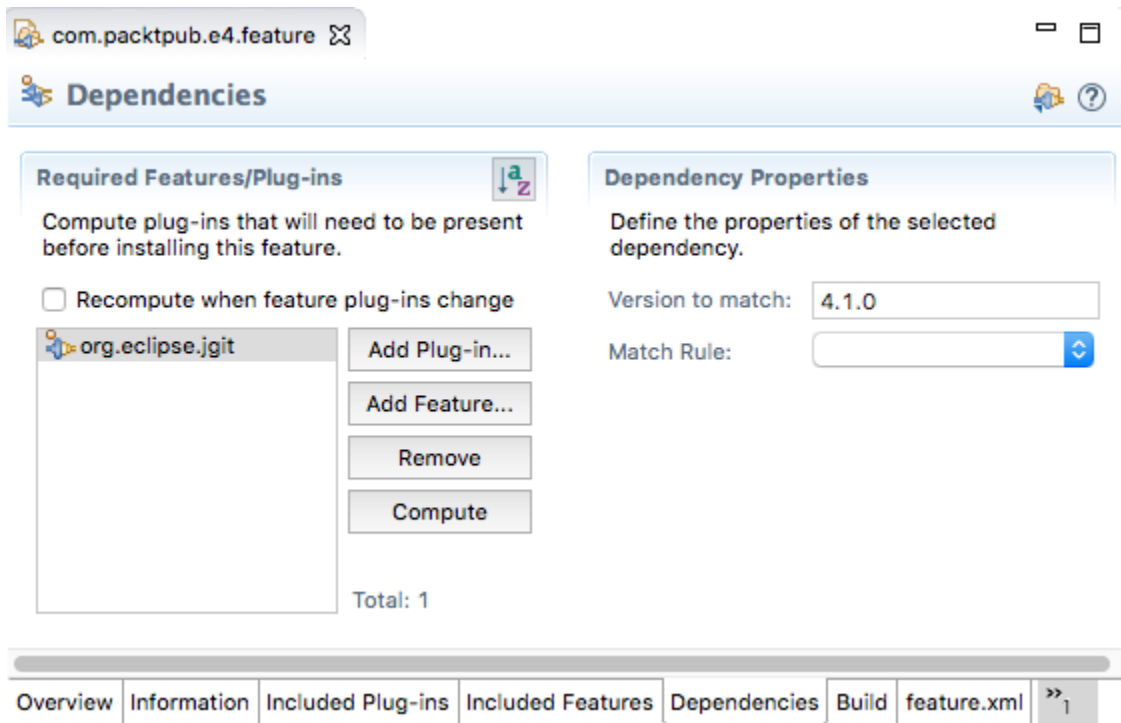 com.packtpub.e4.feature
Dependencies
Required Features/Plug-ins
Compute plug-ins that will need to be present
before installing this feature.
Recompute when feature plug-ins change
org.eclipse.jgit
Add Plug-in...
Add Feature...
Remove
Compute
Total: 1
Dependency Properties
Define the properties of the selected
dependency.
Version to match: 4.1.0
Match Rule:
Overview Information Included Plug-ins Included Features Dependencies Build feature.xml »1